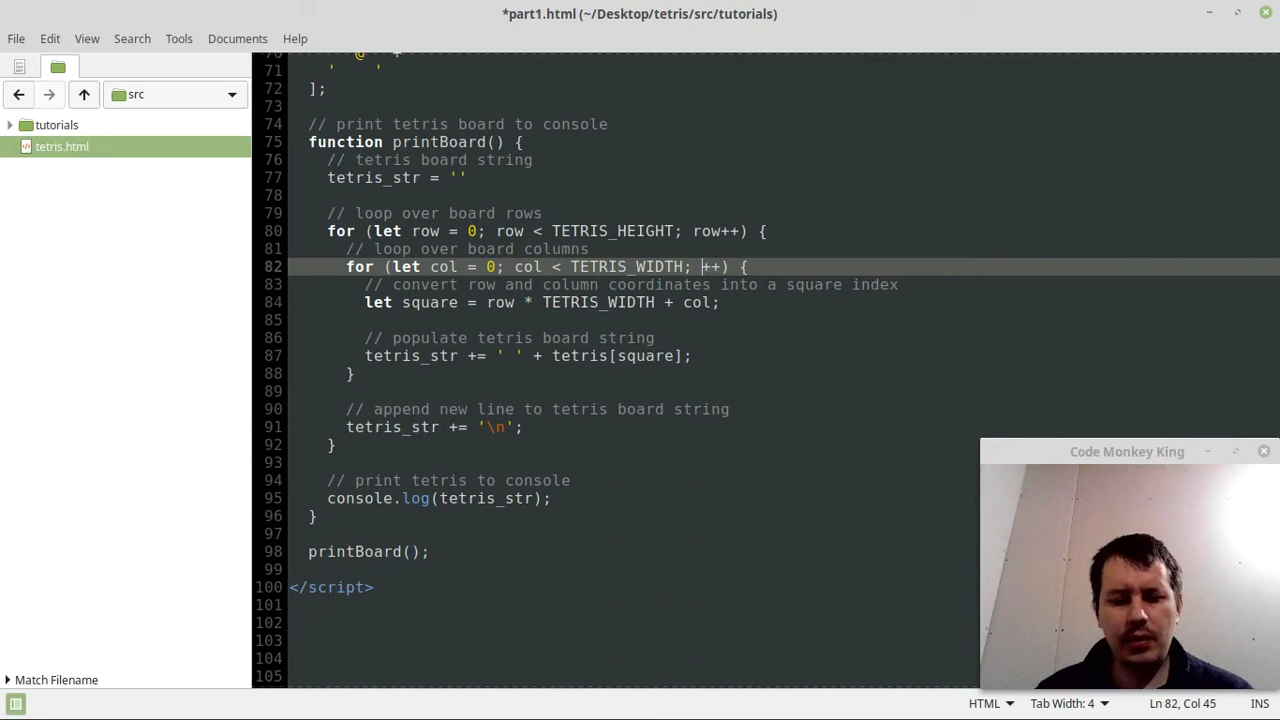 *part1.html (~/Desktop/tetris/src/tutorials)
File Edit View Search Tools Documents Help
src
tutorials
tetris.html
Match Filename
71 '    '
72 ];
73
74 // print tetris board to console
75 function printBoard() {
76 // tetris board string
77 tetris_str = ''
78
79 // loop over board rows
80 for (let row = 0; row < TETRIS_HEIGHT; row++) {
81 // loop over board columns
82 for (let col = 0; col < TETRIS_WIDTH; ++) {
83 // convert row and column coordinates into a square index
84 let square = row * TETRIS_WIDTH + col;
85
86 // populate tetris board string
87 tetris_str += ' ' + tetris[square];
88 }
89
90 // append new line to tetris board string
91 tetris_str += '\n';
92 }
93
94 // print tetris to console
95 console.log(tetris_str);
96 }
97
98 printBoard();
99
100 </script>
101
102
103
104
105
Code Monkey King
HTML Tab Width: 4 Ln 82, Col 45 INS